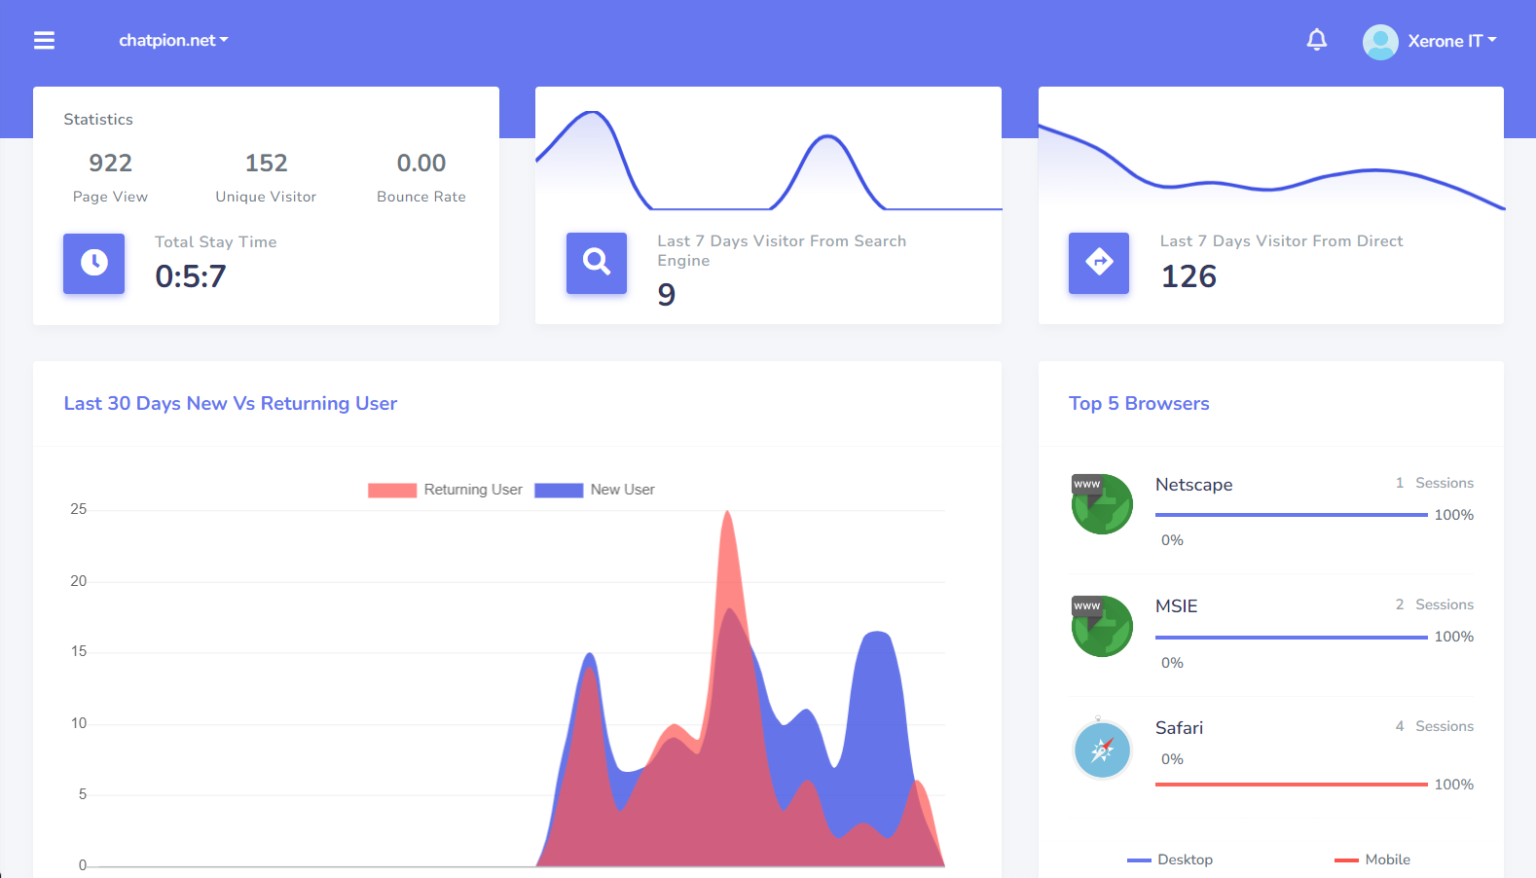 chatpion.net
Xerone IT
Statistics
922
152
0.00
Page View
Unique Visitor
Bounce Rate
Total Stay Time
0:5:7
Last 7 Days Visitor From Search
Engine
9
Last 7 Days Visitor From Direct
126
Last 30 Days New Vs Returning User
Returning User
New User
25
20
15
10
5
0
Top 5 Browsers
www
Netscape
1 Sessions
100%
0%
www
MSIE
2 Sessions
100%
0%
Safari
4 Sessions
0%
100%
Desktop
Mobile